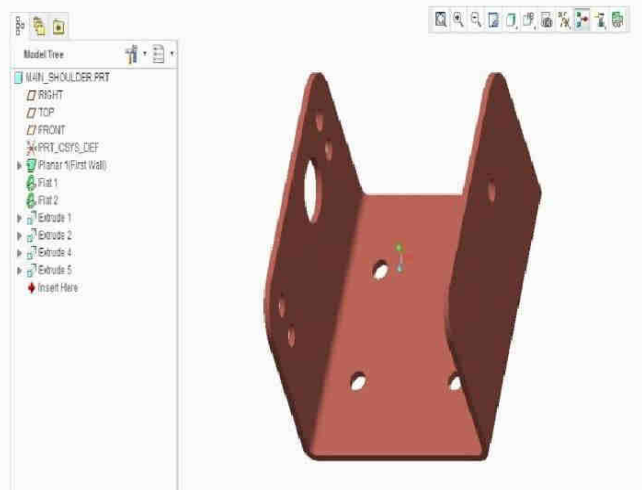 Model Tree
MAIN_SHOULDER.PRT
RIGHT
TOP
FRONT
PRT_CSYS_DEF
Planar 1(First Wall)
Flat 1
Flat 2
Extrude 1
Extrude 2
Extrude 4
Extrude 5
Insert Here